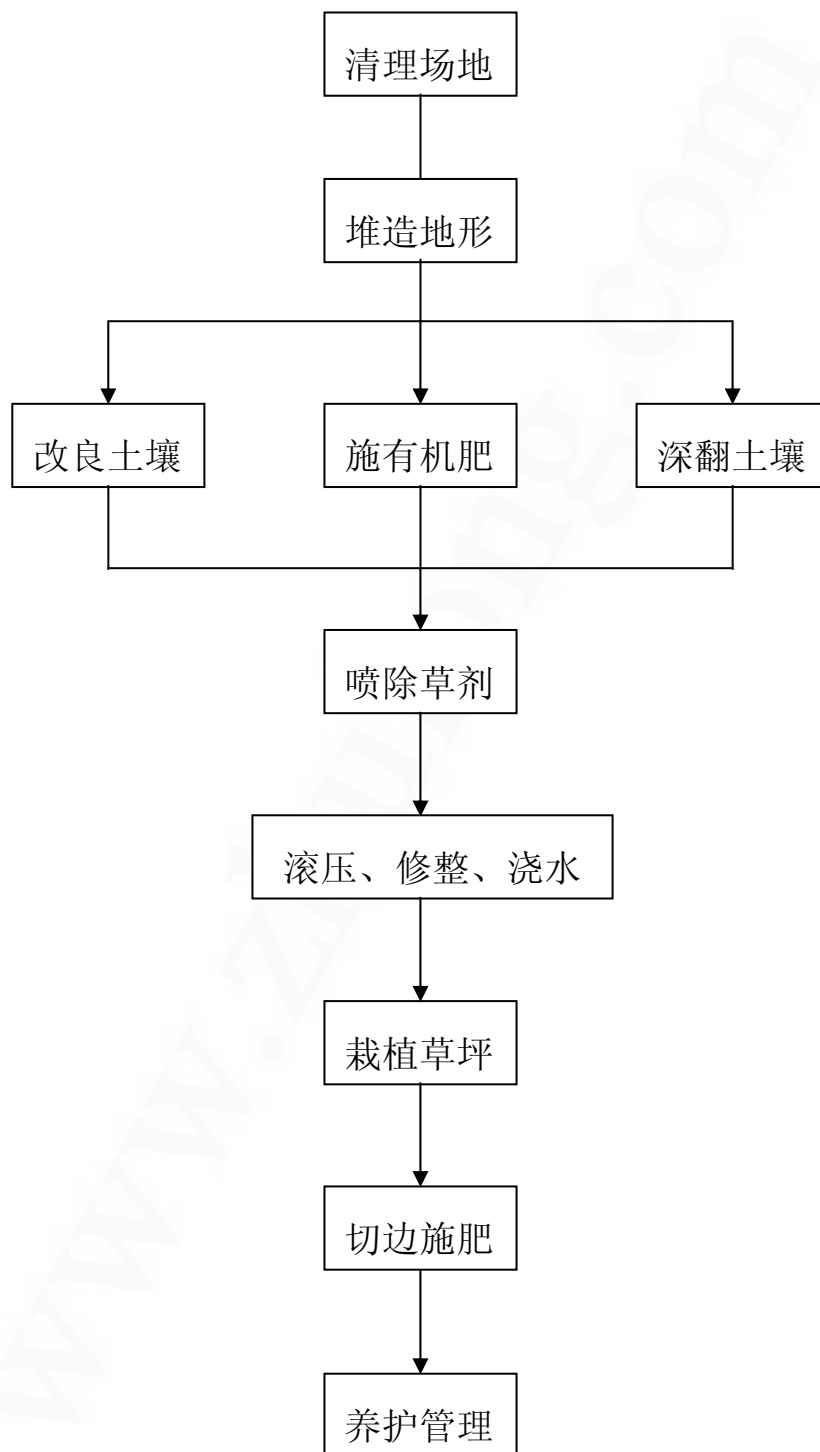 清理场地
堆造地形
改良土壤
施有机肥
深翻土壤
喷除草剂
滚压、修整、浇水
栽植草坪
切边施肥
养护管理